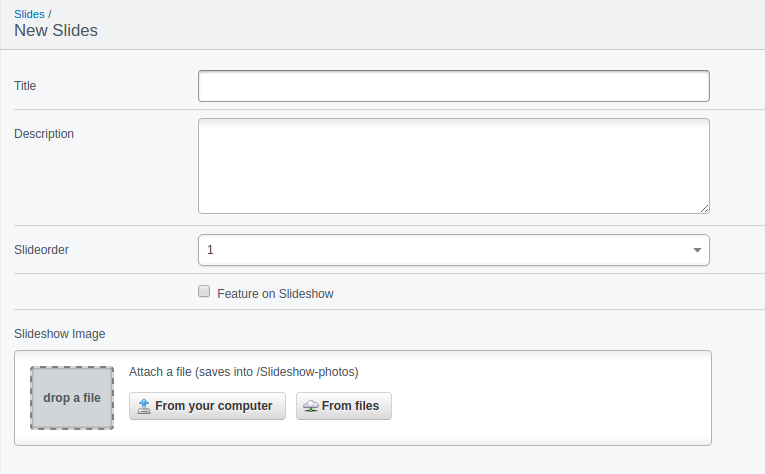 Slides /
New Slides
Title
Description
Slideorder
1
Feature on Slideshow
Slideshow Image
drop a file
Attach a file (saves into /Slideshow-photos)
From your computer
From files